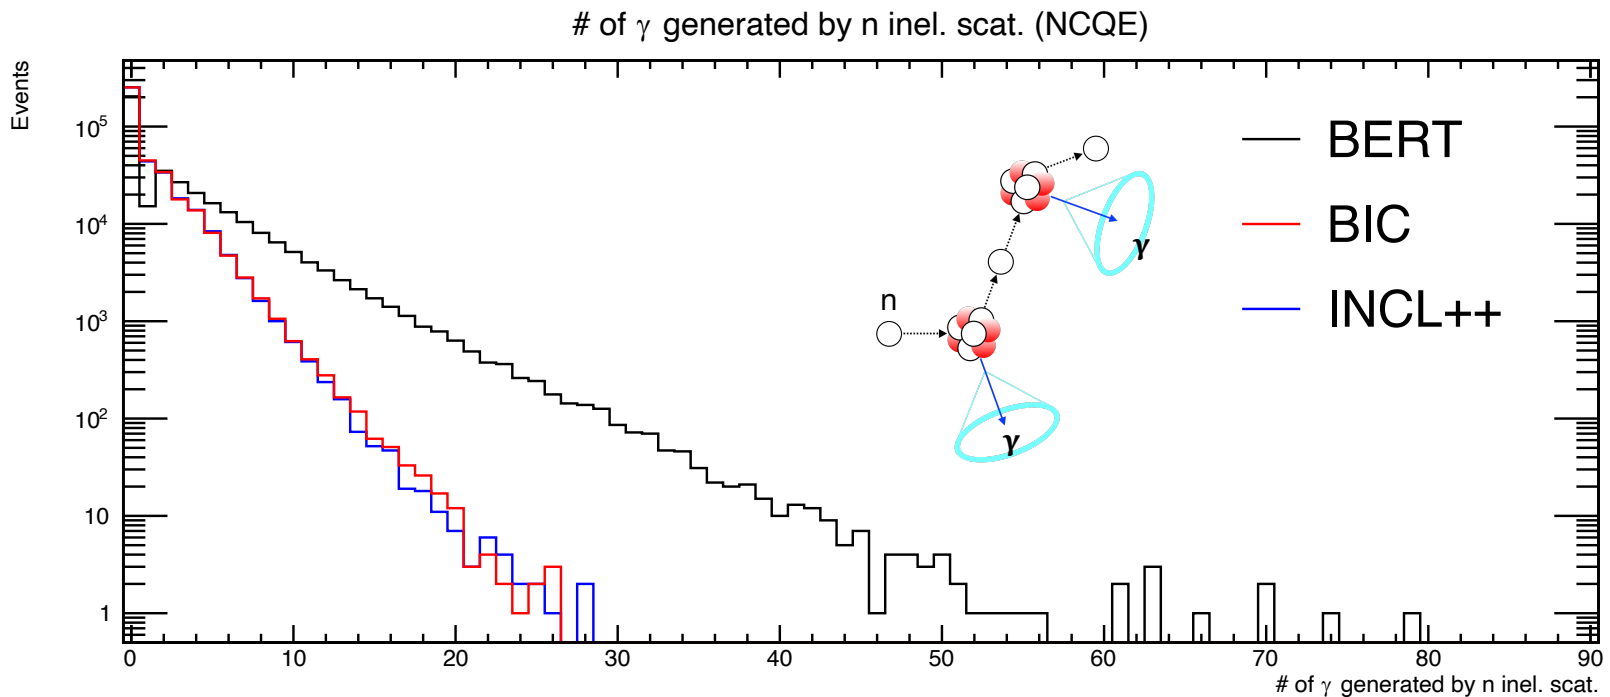 # of γ generated by n inel. scat. (NCQE)
Events
10^5
10^4
10^3
10^2
10
1
BERT
BIC
INCL++
γ
n
γ
0 10 20 30 40 50 60 70 80 90
# of γ generated by n inel. scat.